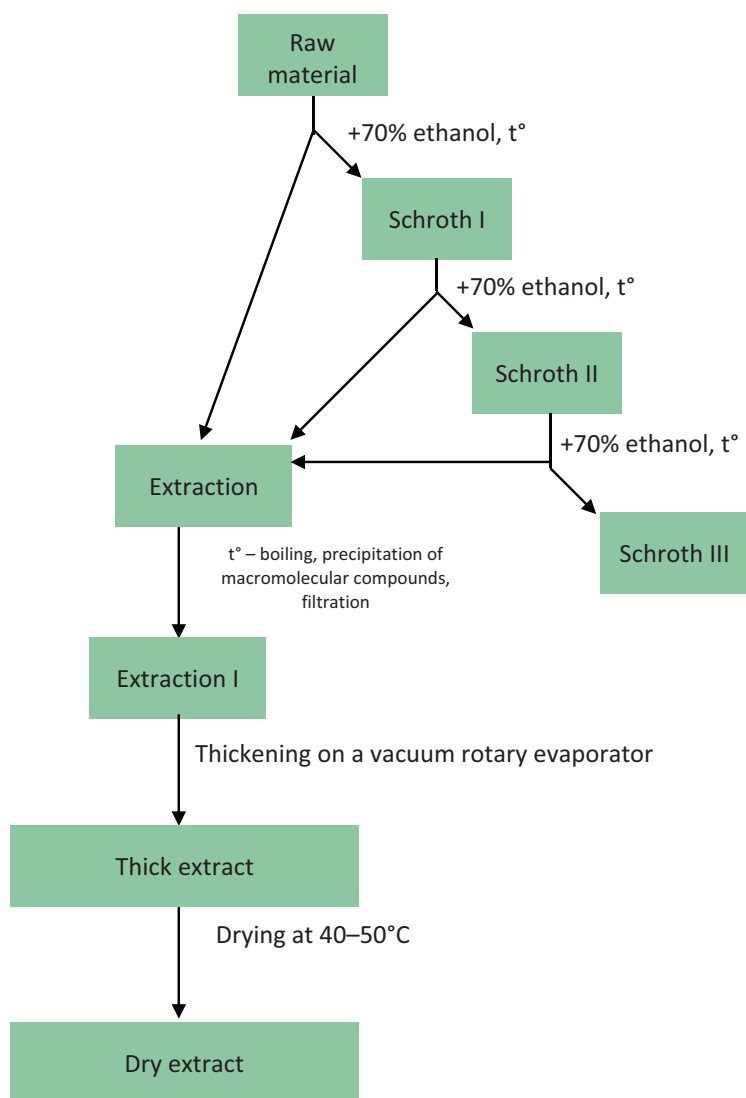 Raw
material
+70% ethanol, t°
Schroth I
+70% ethanol, t°
Schroth II
+70% ethanol, t°
Extraction
Schroth III
t° – boiling, precipitation of
macromolecular compounds,
filtration
Extraction I
Thickening on a vacuum rotary evaporator
Thick extract
Drying at 40–50°C
Dry extract